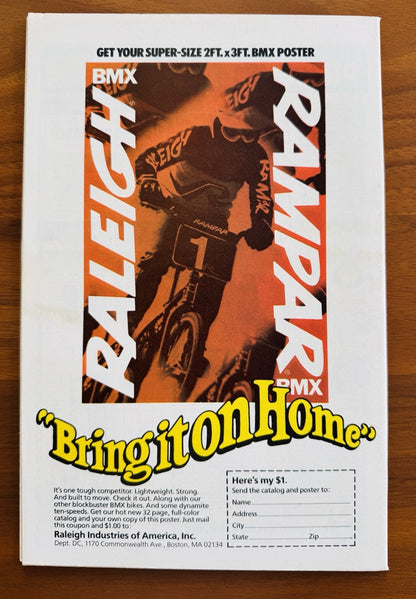 GET YOUR SUPER-SIZE 2FT. x 3FT. BMX POSTER
BMX
RALEIGH
RAMPAR
BMX
RALEIGH
RAMPAR
RAMPAR
1
®
"Bring it on Home"
It's one tough competitor. Lightweight. Strong.
And built to move. Check it out. Along with our
other blockbuster BMX bikes. And some dynamite
ten-speeds. Get our hot new 32 page, full-color
catalog and your own copy of this poster. Just mail
this coupon and $1.00 to:
Raleigh Industries of America, Inc.
Dept. DC, 1170 Commonwealth Ave., Boston, MA 02134
Here's my $1.
Send the catalog and poster to:
Name
Address
City
State Zip